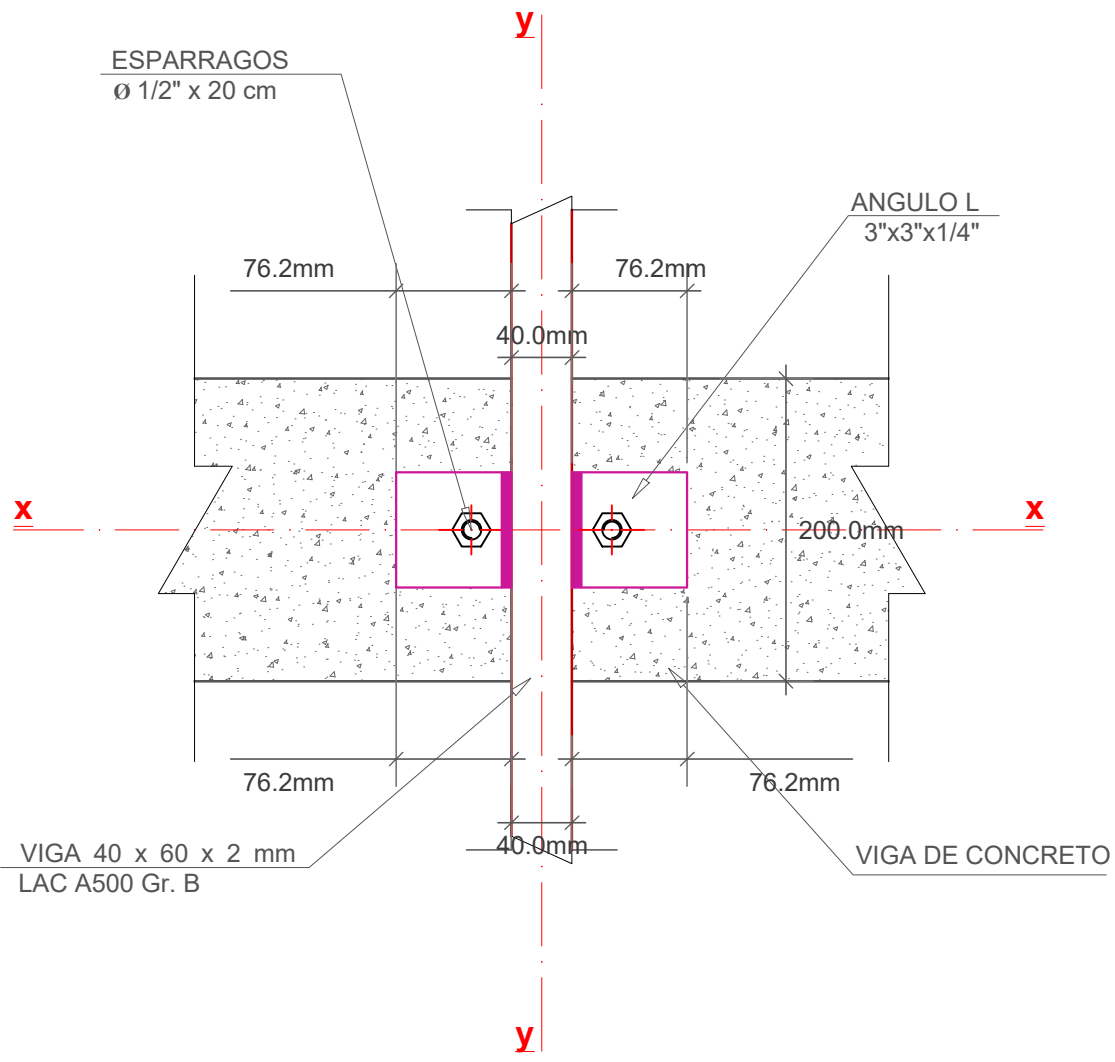 y
ESPARRAGOS
Ø 1/2" x 20 cm
ANGULO L
3"x3"x1/4"
76.2mm
76.2mm
40.0mm
x
x
200.0mm
76.2mm
76.2mm
40.0mm
VIGA 40 x 60 x 2 mm
LAC A500 Gr. B
VIGA DE CONCRETO
y